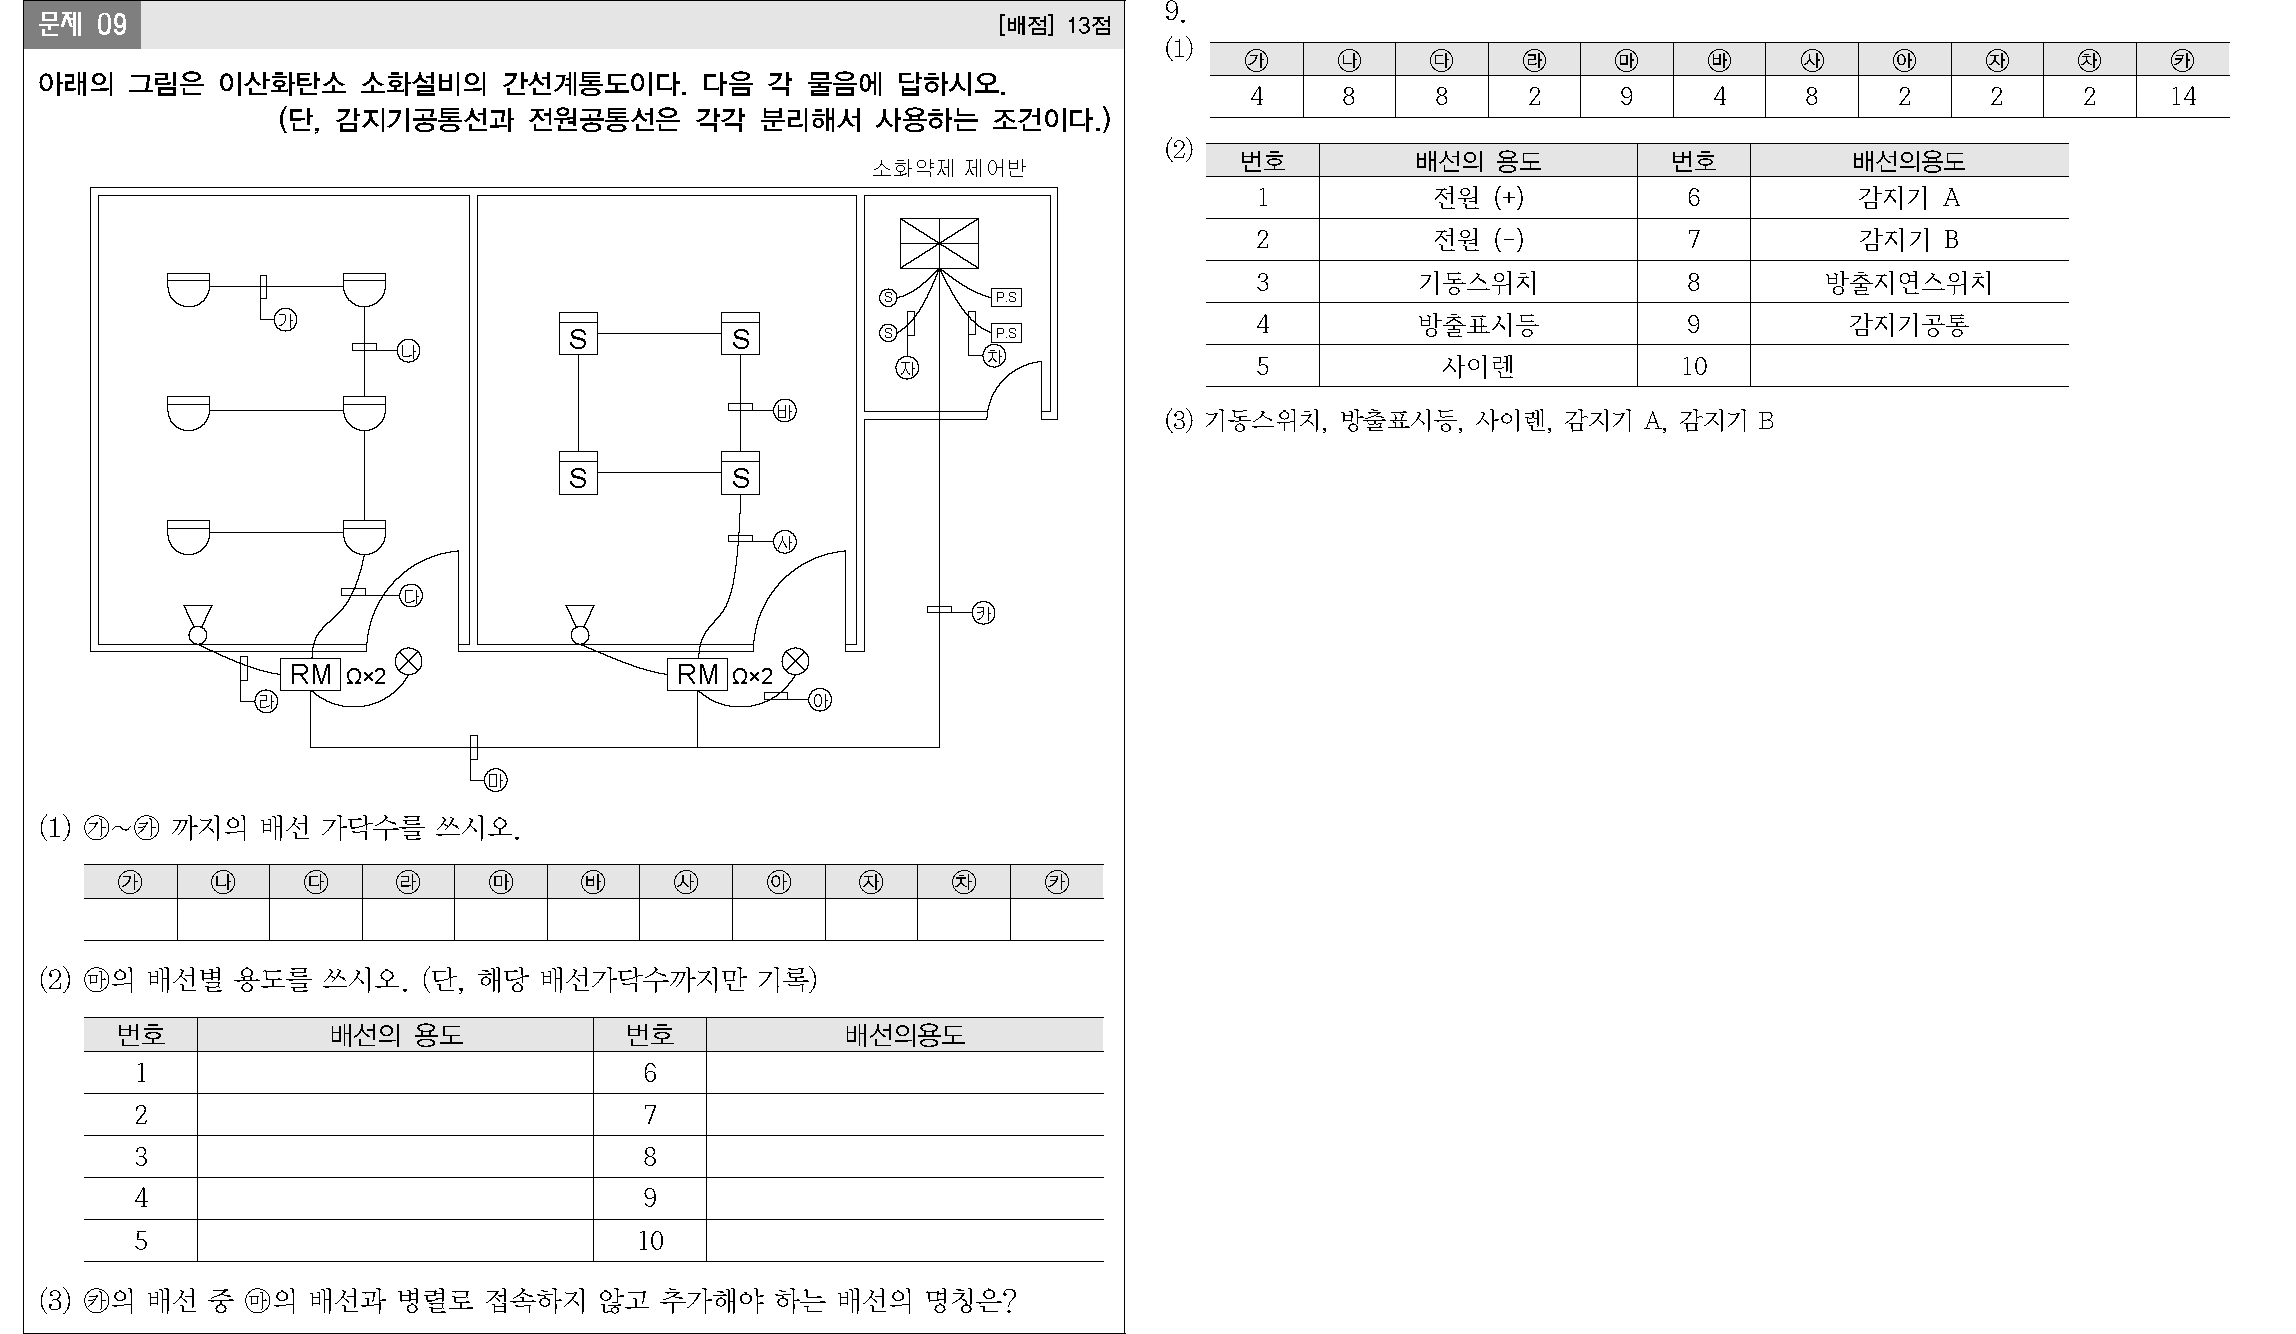 문제 09 [배점] 13점
아래의 그림은 이산화탄소 소화설비의 간선계통도이다. 다음 각 물음에 답하시오.
(단, 감지기공통선과 전원공통선은 각각 분리해서 사용하는 조건이다.)
소화약제 제어반
S P.S
S P.S
㉮
㉯
㉶ ㉷
S S
㉳
S S
㉴
㉰
㉸
RM Ω×2
RM Ω×2
㉱
㉵
㉲
(1) ㉮~㉸ 까지의 배선 가닥수를 쓰시오.
㉮ ㉯ ㉰ ㉱ ㉲ ㉳ ㉴ ㉵ ㉶ ㉷ ㉸
(2) ㉲의 배선별 용도를 쓰시오. (단, 해당 배선가닥수까지만 기록)
번호 배선의 용도 번호 배선의용도
1 6
2 7
3 8
4 9
5 10
(3) ㉸의 배선 중 ㉲의 배선과 병렬로 접속하지 않고 추가해야 하는 배선의 명칭은?
9.
(1)
㉮ ㉯ ㉰ ㉱ ㉲ ㉳ ㉴ ㉵ ㉶ ㉷ ㉸
4 8 8 2 9 4 8 2 2 2 14
(2)
번호 배선의 용도 번호 배선의용도
1 전원 (+) 6 감지기 A
2 전원 (-) 7 감지기 B
3 기동스위치 8 방출지연스위치
4 방출표시등 9 감지기공통
5 사이렌 10
(3) 기동스위치, 방출표시등, 사이렌, 감지기 A, 감지기 B